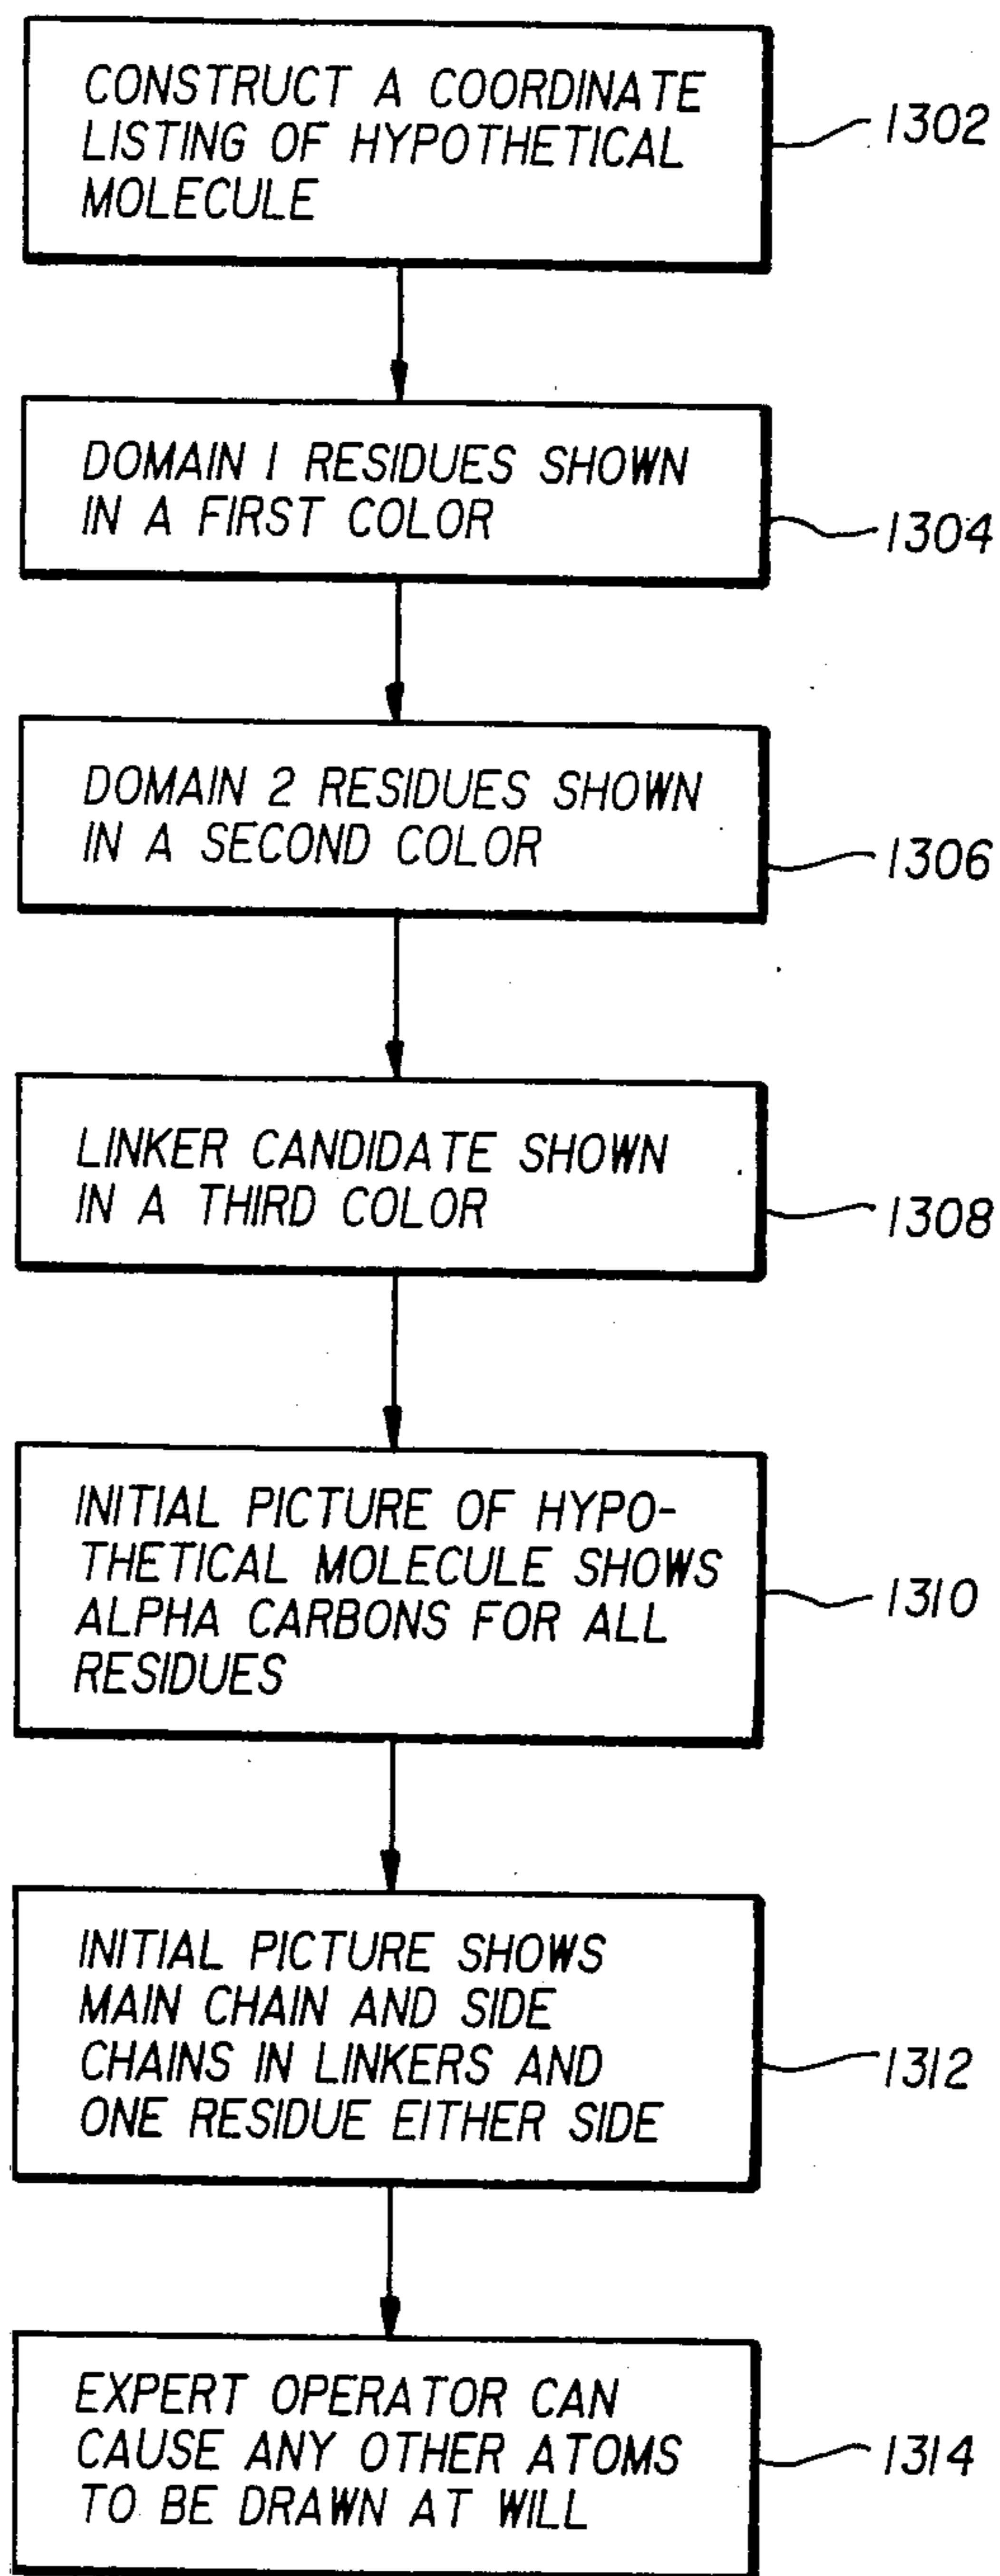 CONSTRUCT A COORDINATE
LISTING OF HYPOTHETICAL
MOLECULE
1302
DOMAIN 1 RESIDUES SHOWN
IN A FIRST COLOR
1304
DOMAIN 2 RESIDUES SHOWN
IN A SECOND COLOR
1306
LINKER CANDIDATE SHOWN
IN A THIRD COLOR
1308
INITIAL PICTURE OF HYPO-
THETICAL MOLECULE SHOWS
ALPHA CARBONS FOR ALL
RESIDUES
1310
INITIAL PICTURE SHOWS
MAIN CHAIN AND SIDE
CHAINS IN LINKERS AND
ONE RESIDUE EITHER SIDE
1312
EXPERT OPERATOR CAN
CAUSE ANY OTHER ATOMS
TO BE DRAWN AT WILL
1314